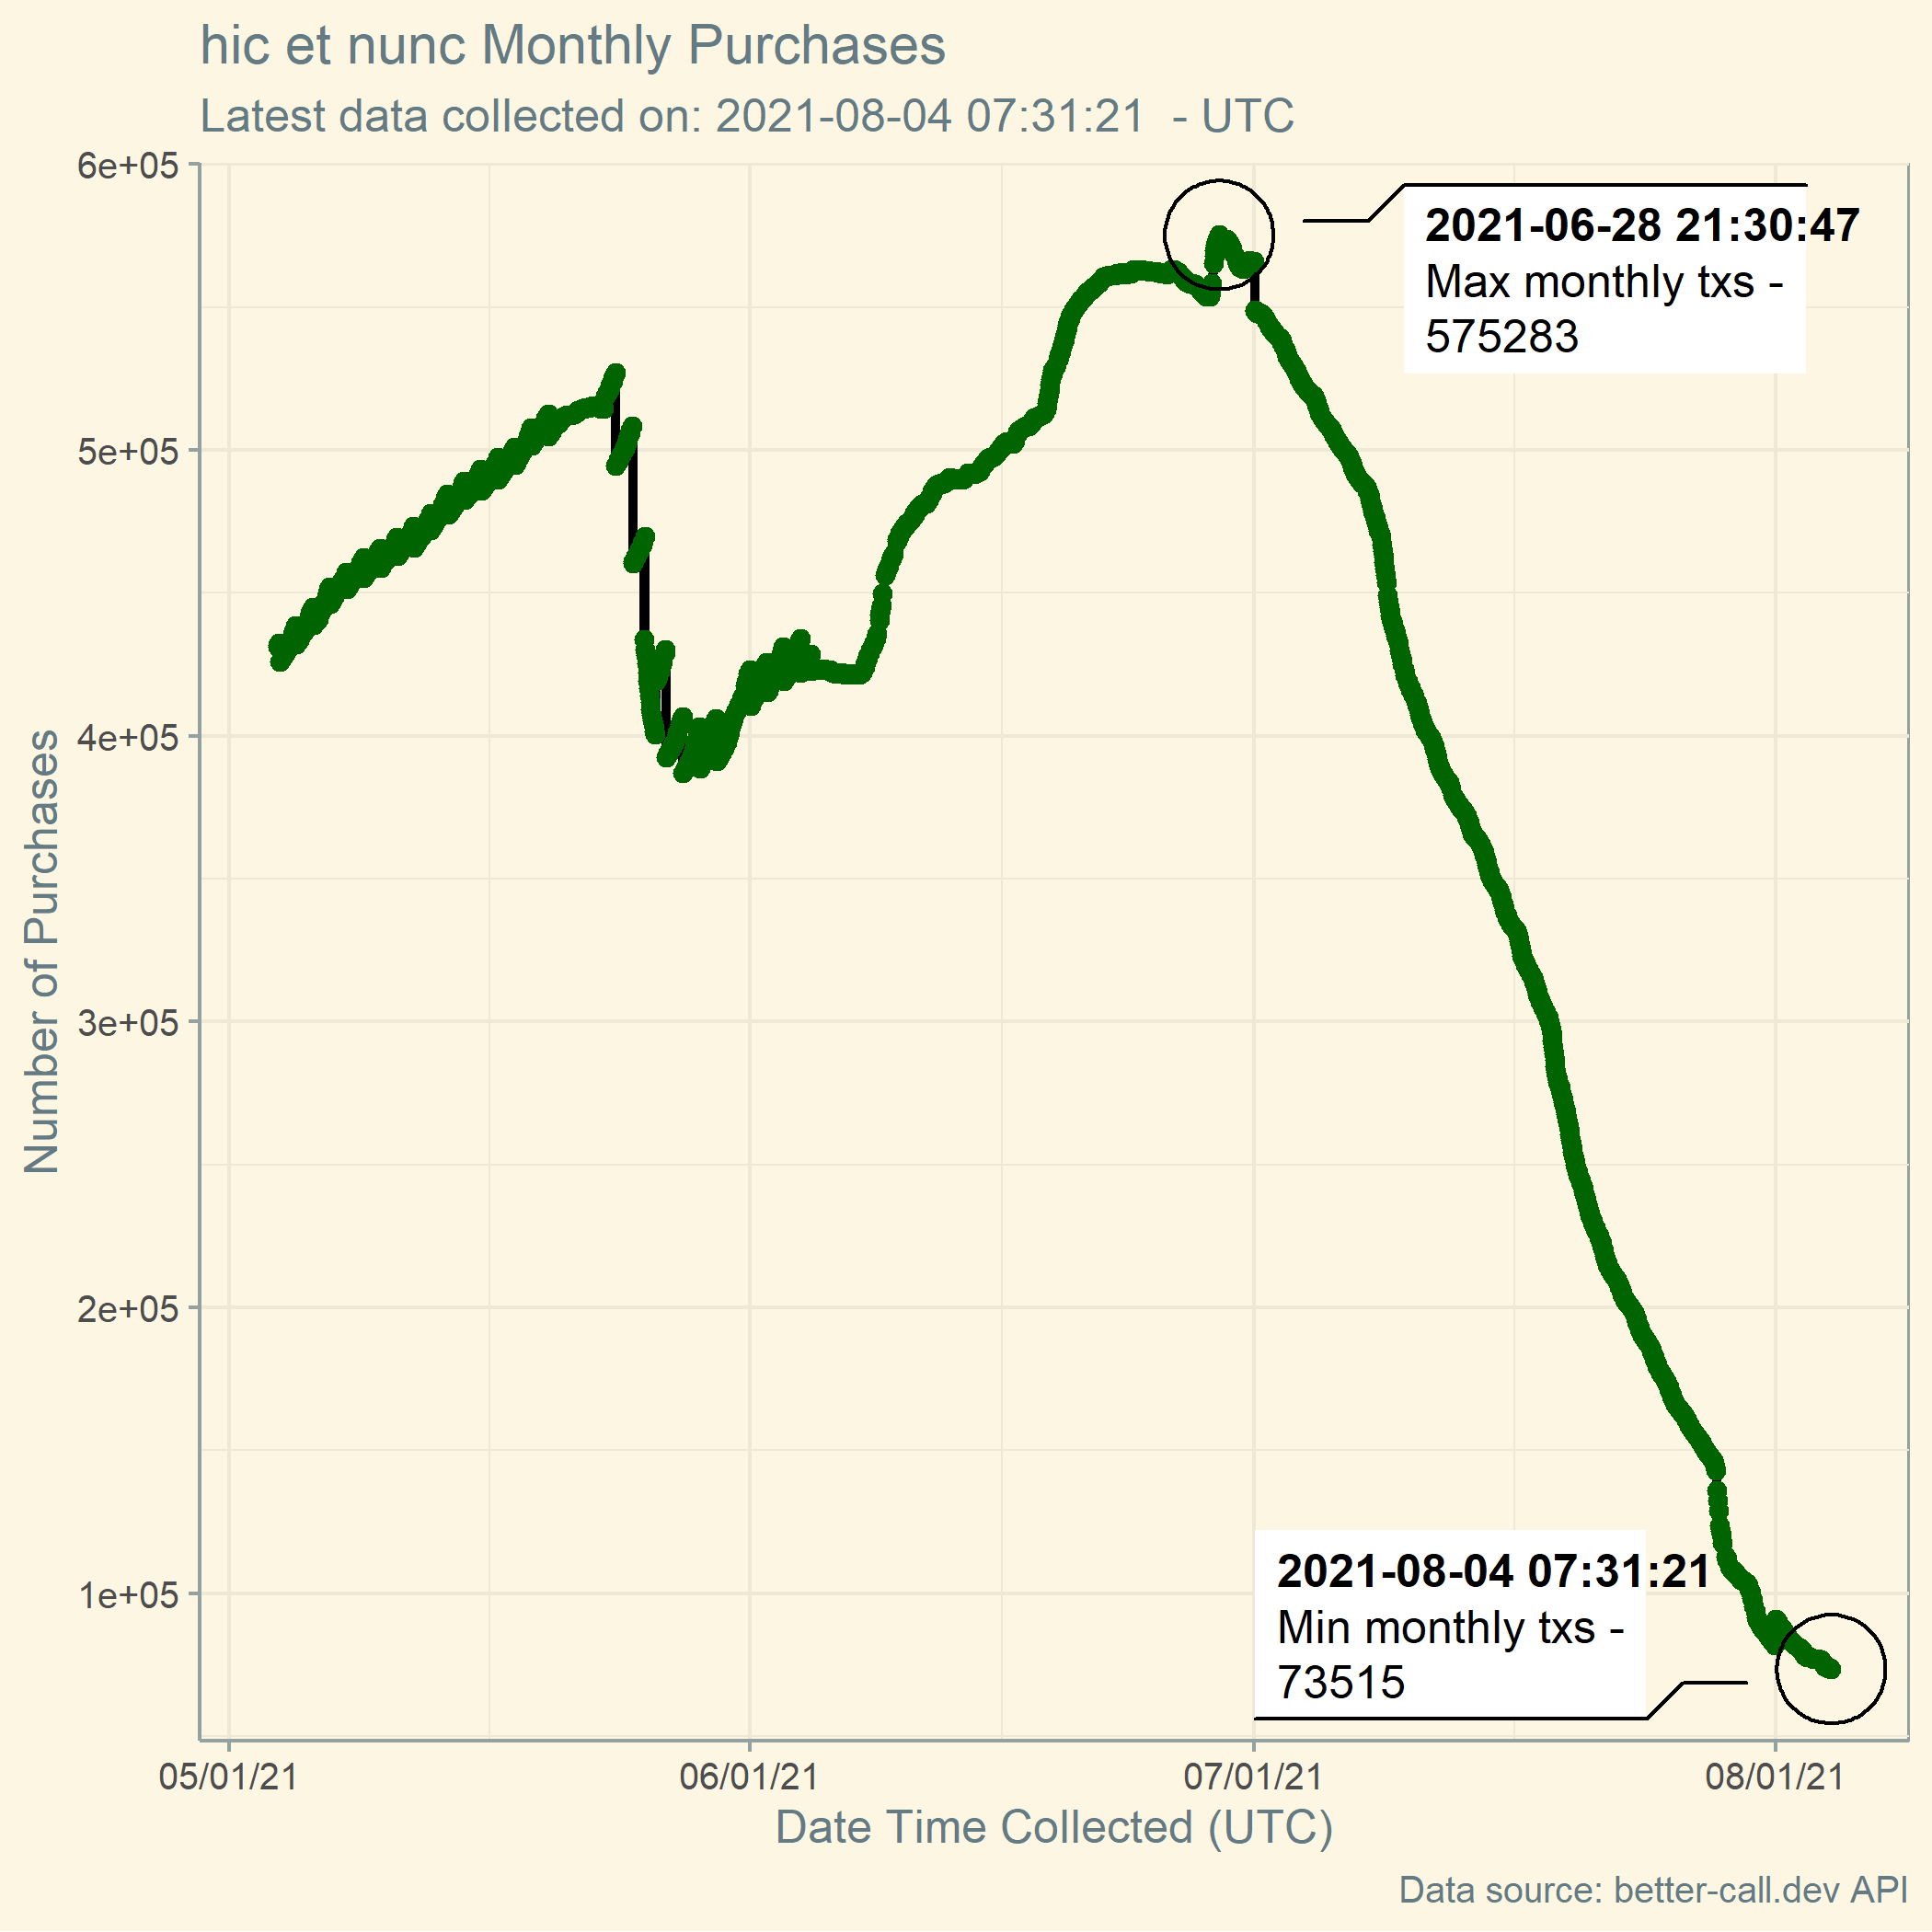 hic et nunc Monthly Purchases
Latest data collected on: 2021-08-04 07:31:21  - UTC
6e+05
5e+05
4e+05
3e+05
2e+05
1e+05
Number of Purchases
2021-06-28 21:30:47
Max monthly txs -
575283
2021-08-04 07:31:21
Min monthly txs -
73515
05/01/21
06/01/21
07/01/21
08/01/21
Date Time Collected (UTC)
Data source: better-call.dev API